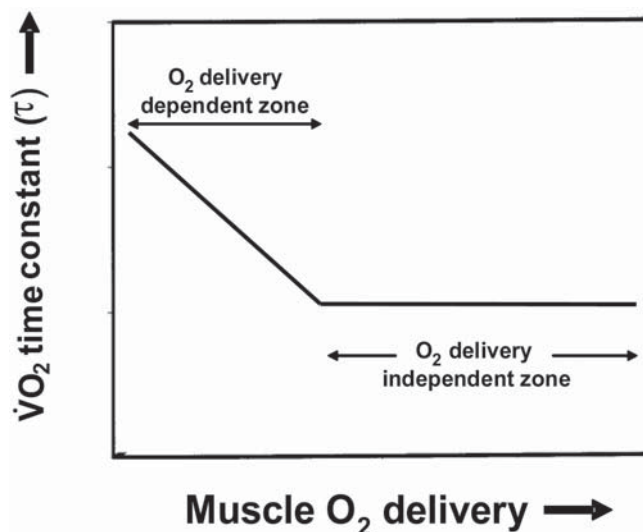 V̇O₂ time constant (τ)
O₂ delivery
dependent zone
O₂ delivery
independent zone
Muscle O₂ delivery